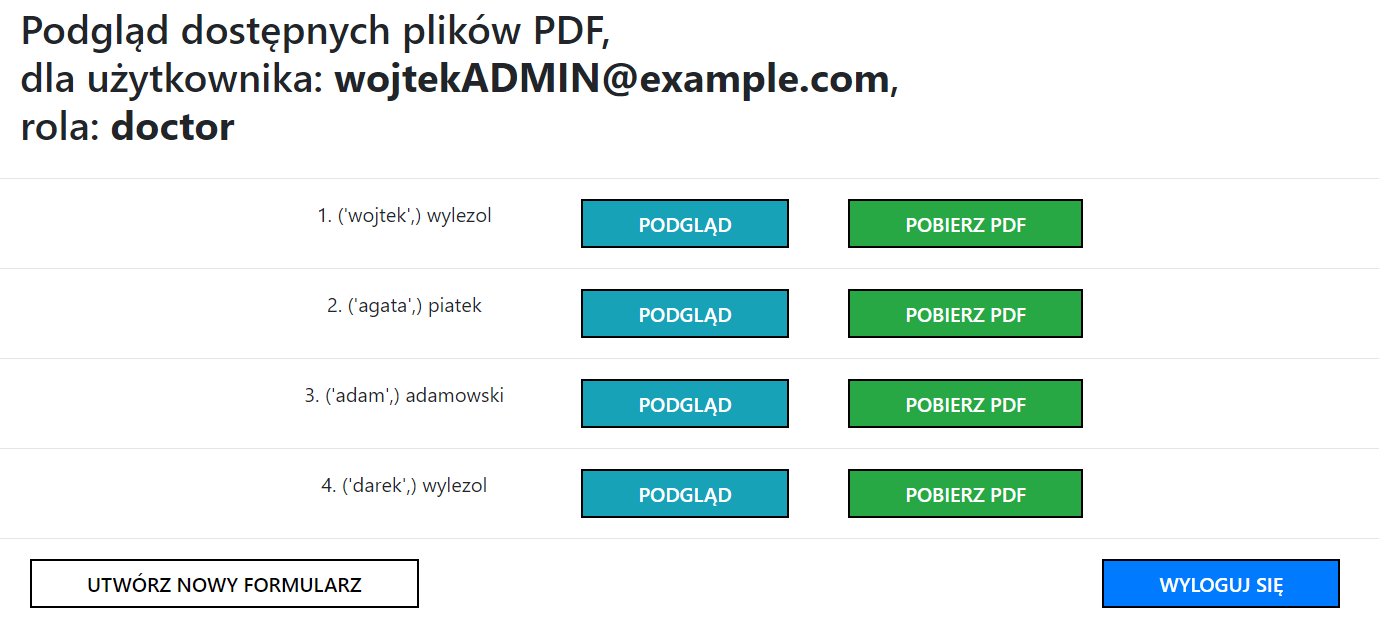 Podgląd dostępnych plików PDF,
dla użytkownika: wojtekADMIN@example.com,
rola: doctor
1. ('wojtek',) wylezol PODGLĄD POBIERZ PDF
2. ('agata',) piatek PODGLĄD POBIERZ PDF
3. ('adam',) adamowski PODGLĄD POBIERZ PDF
4. ('darek',) wylezol PODGLĄD POBIERZ PDF
UTWÓRZ NOWY FORMULARZ WYLOGUJ SIĘ